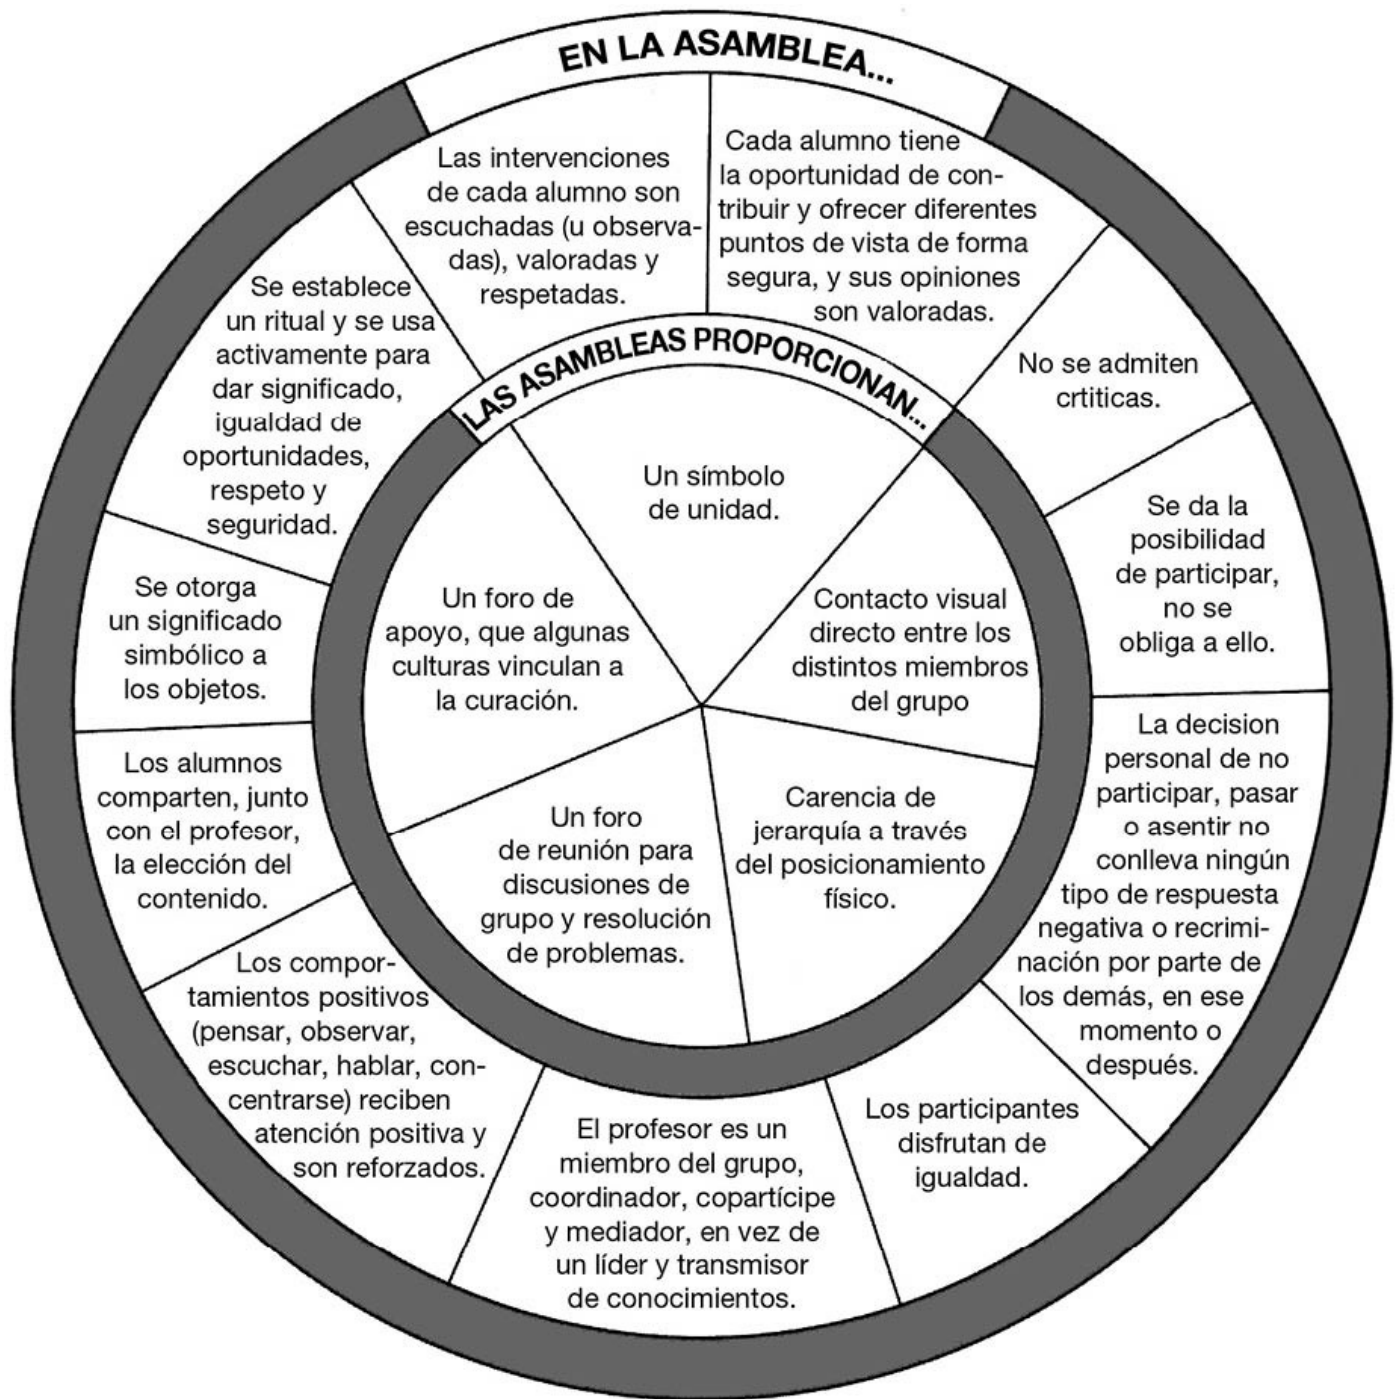 EN LA ASAMBLEA...
Las intervenciones
de cada alumno son
escuchadas (u observa-
das), valoradas y
respetadas.
Cada alumno tiene
la oportunidad de con-
tribuir y ofrecer diferentes
puntos de vista de forma
segura, y sus opiniones
son valoradas.
No se admiten
crtiticas.
Se da la
posibilidad
de participar,
no se
obliga a ello.
La decision
personal de no
participar, pasar
o asentir no
conlleva ningún
tipo de respuesta
negativa o recrimi-
nación por parte de
los demás, en ese
momento o
después.
Los participantes
disfrutan de
igualdad.
El profesor es un
miembro del grupo,
coordinador, copartícipe
y mediador, en vez de
un líder y transmisor
de conocimientos.
Los compor-
tamientos positivos
(pensar, observar,
escuchar, hablar, con-
centrarse) reciben
atención positiva y
son reforzados.
Los alumnos
comparten, junto
con el profesor,
la elección del
contenido.
Se otorga
un significado
simbólico a
los objetos.
Se establece
un ritual y se usa
activamente para
dar significado,
igualdad de
oportunidades,
respeto y
seguridad.
LAS ASAMBLEAS PROPORCIONAN...
Un símbolo
de unidad.
Contacto visual
directo entre los
distintos miembros
del grupo
Carencia de
jerarquía a través
del posicionamiento
físico.
Un foro
de reunión para
discusiones de
grupo y resolución
de problemas.
Un foro de
apoyo, que algunas
culturas vinculan a
la curación.